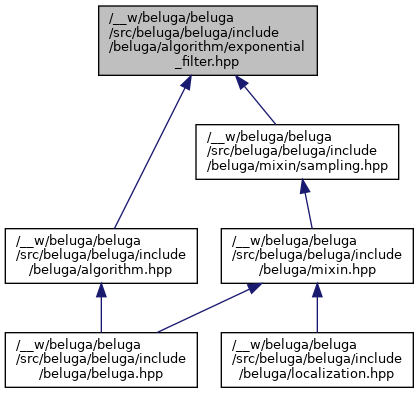 /__w/beluga/beluga
/src/beluga/beluga/include
/beluga/algorithm/exponential
_filter.hpp
/__w/beluga/beluga
/src/beluga/beluga/include
/beluga/mixin/sampling.hpp
/__w/beluga/beluga
/src/beluga/beluga/include
/beluga/algorithm.hpp
/__w/beluga/beluga
/src/beluga/beluga/include
/beluga/mixin.hpp
/__w/beluga/beluga
/src/beluga/beluga/include
/beluga/beluga.hpp
/__w/beluga/beluga
/src/beluga/beluga/include
/beluga/localization.hpp